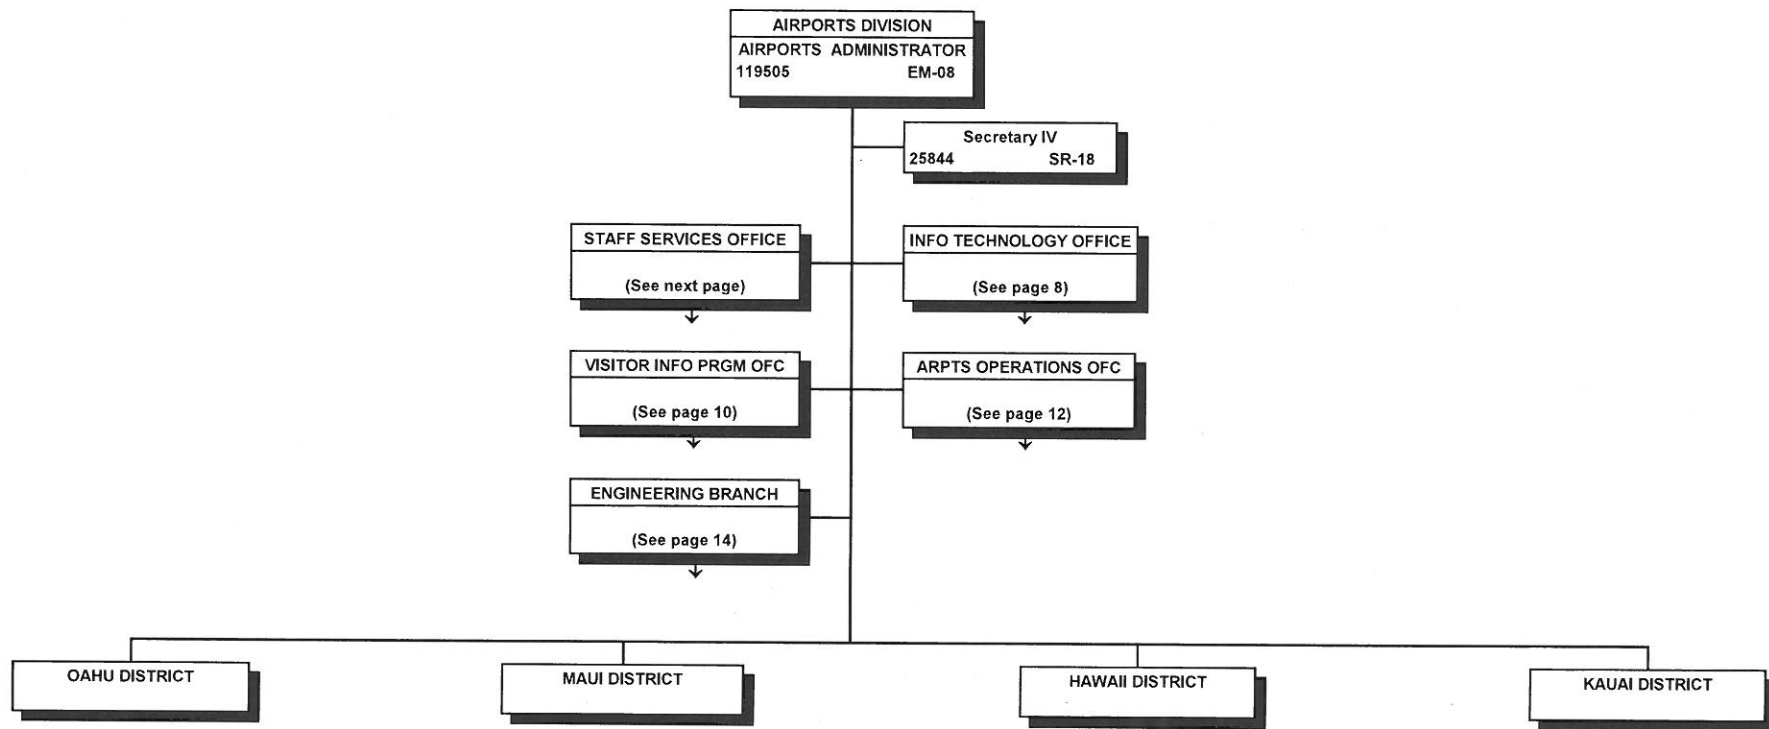 AIRPORTS DIVISION
AIRPORTS ADMINISTRATOR
119505 EM-08
Secretary IV
25844 SR-18
STAFF SERVICES OFFICE
(See next page)
INFO TECHNOLOGY OFFICE
(See page 8)
VISITOR INFO PRGM OFC
(See page 10)
ARPTS OPERATIONS OFC
(See page 12)
ENGINEERING BRANCH
(See page 14)
OAHU DISTRICT
MAUI DISTRICT
HAWAII DISTRICT
KAUAI DISTRICT